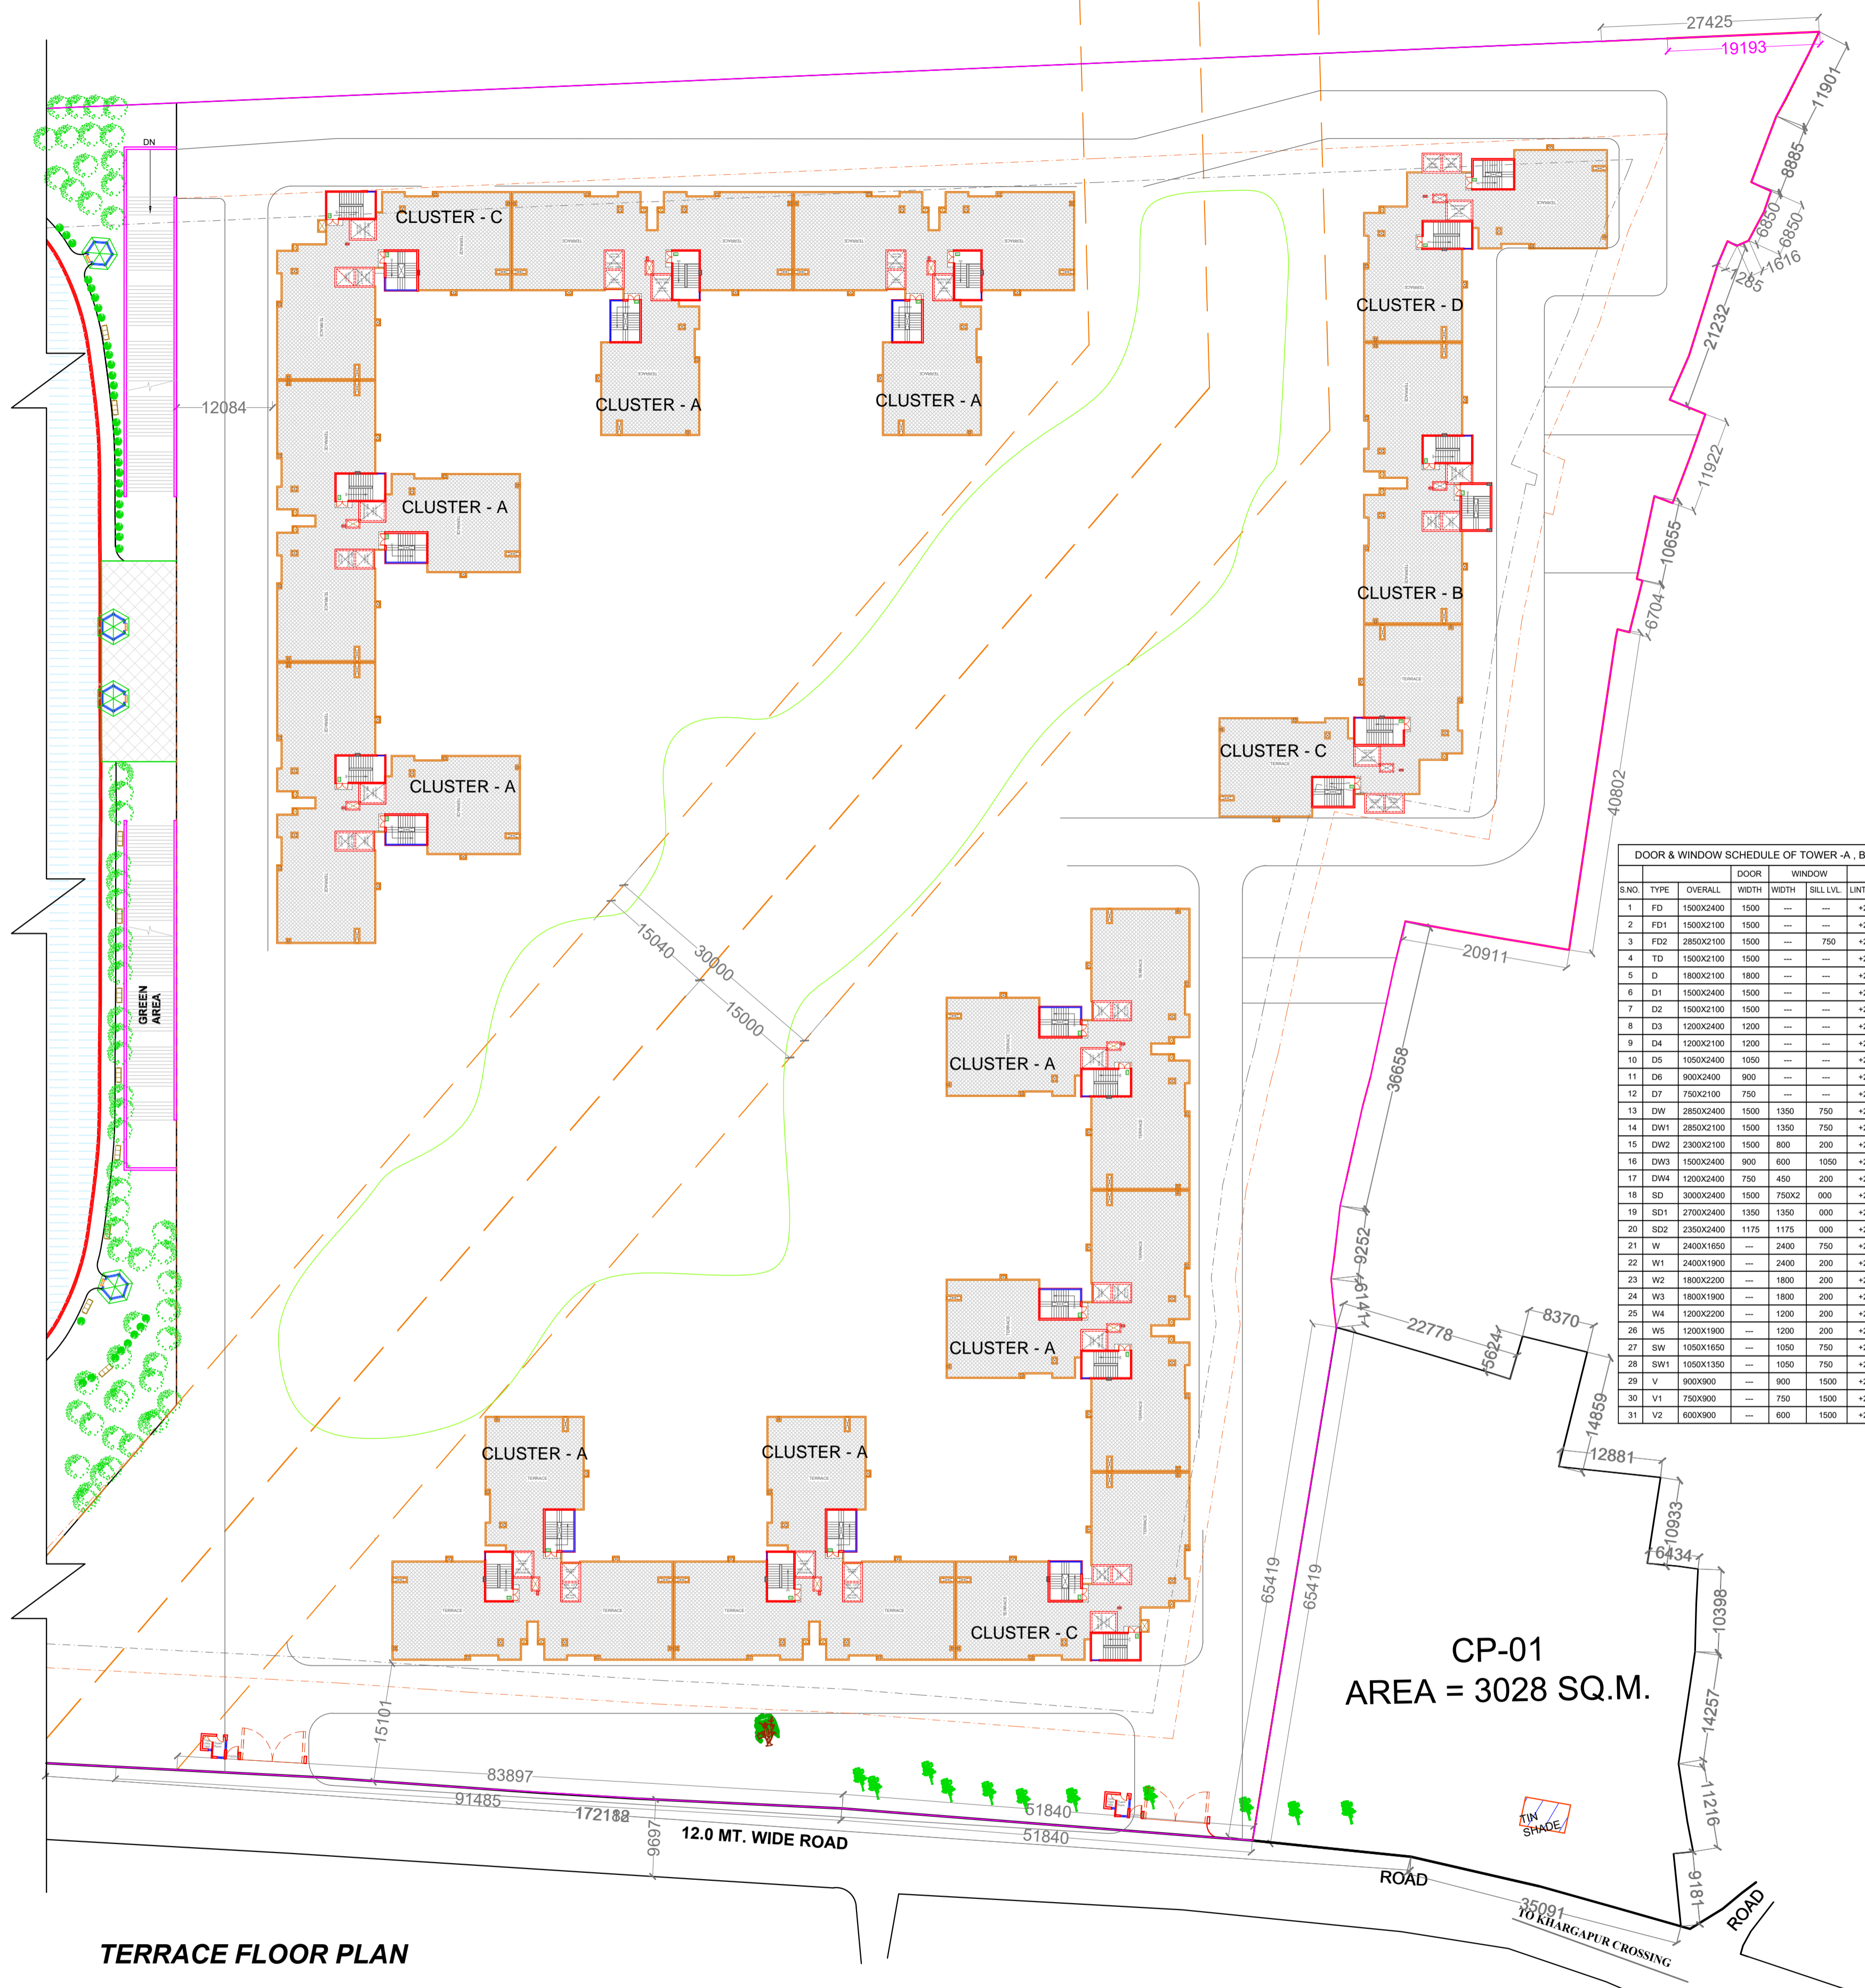 27425
19193
11901
8885
6850
6850
1616
1285
21232
11922
10655
6704
40802
DN
CLUSTER - C
CLUSTER - D
CLUSTER - A
CLUSTER - A
12084
CLUSTER - A
CLUSTER - B
CLUSTER - C
CLUSTER - A
15040
30000
15000
20911
36658
GREEN
AREA
CLUSTER - A
9252
CLUSTER - A
22778
5624
8370
14859
12881
10933
6434
10398
14257
11216
9181
CLUSTER - A
CLUSTER - A
CLUSTER - C
TERRACE
TERRACE
TERRACE
TERRACE
TERRACE
TERRACE
65419
65419
CP-01
AREA = 3028 SQ.M.
15101
83897
91485
51840
51840
9697
12.0 MT. WIDE ROAD
TIN
SHADE
ROAD
35091
TO KHARGAPUR CROSSING
ROAD
TERRACE FLOOR PLAN
DOOR & WINDOW SCHEDULE OF TOWER -A , B
DOOR WINDOW
S.NO. TYPE OVERALL WIDTH WIDTH SILL LVL. LINT
1 FD 1500X2400 1500 --- ---
2 FD1 1500X2100 1500 --- ---
3 FD2 2850X2100 1500 --- 750
4 TD 1500X2100 1500 --- ---
5 D 1800X2100 1800 --- ---
6 D1 1500X2400 1500 --- ---
7 D2 1500X2100 1500 --- ---
8 D3 1200X2400 1200 --- ---
9 D4 1200X2100 1200 --- ---
10 D5 1050X2400 1050 --- ---
11 D6 900X2400 900 --- ---
12 D7 750X2100 750 --- ---
13 DW 2850X2400 1500 1350 750
14 DW1 2850X2100 1500 1350 750
15 DW2 2300X2100 1500 800 200
16 DW3 1500X2400 900 600 1050
17 DW4 1200X2400 750 450 200
18 SD 3000X2400 1500 750X2 000
19 SD1 2700X2400 1350 1350 000
20 SD2 2350X2400 1175 1175 000
21 W 2400X1650 --- 2400 750
22 W1 2400X1900 --- 2400 200
23 W2 1800X2200 --- 1800 200
24 W3 1800X1900 --- 1800 200
25 W4 1200X2200 --- 1200 200
26 W5 1200X1900 --- 1200 200
27 SW 1050X1650 --- 1050 750
28 SW1 1050X1350 --- 1050 750
29 V 900X900 --- 900 1500
30 V1 750X900 --- 750 1500
31 V2 600X900 --- 600 1500